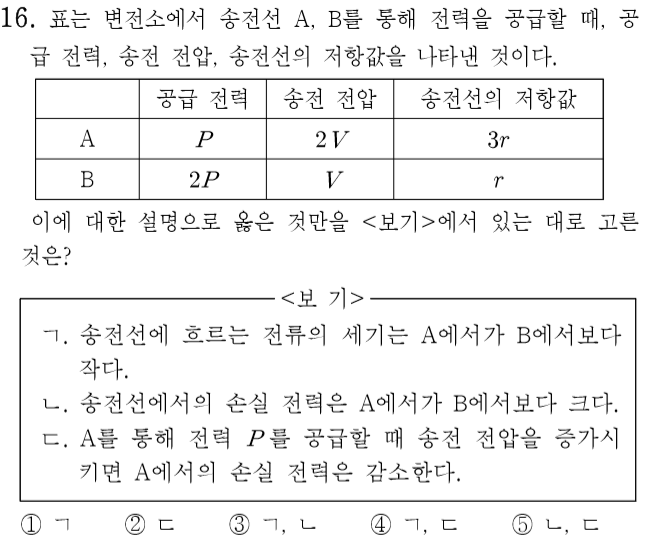 16. 표는 변전소에서 송전선 A, B를 통해 전력을 공급할 때, 공
급 전력, 송전 전압, 송전선의 저항값을 나타낸 것이다.
공급 전력 송전 전압 송전선의 저항값
A P 2V 3r
B 2P V r
이에 대한 설명으로 옳은 것만을 <보기>에서 있는 대로 고른
것은?
<보 기>
ㄱ. 송전선에 흐르는 전류의 세기는 A에서가 B에서보다
작다.
ㄴ. 송전선에서의 손실 전력은 A에서가 B에서보다 크다.
ㄷ. A를 통해 전력 P를 공급할 때 송전 전압을 증가시
키면 A에서의 손실 전력은 감소한다.
① ㄱ ② ㄷ ③ ㄱ, ㄴ ④ ㄱ, ㄷ ⑤ ㄴ, ㄷ